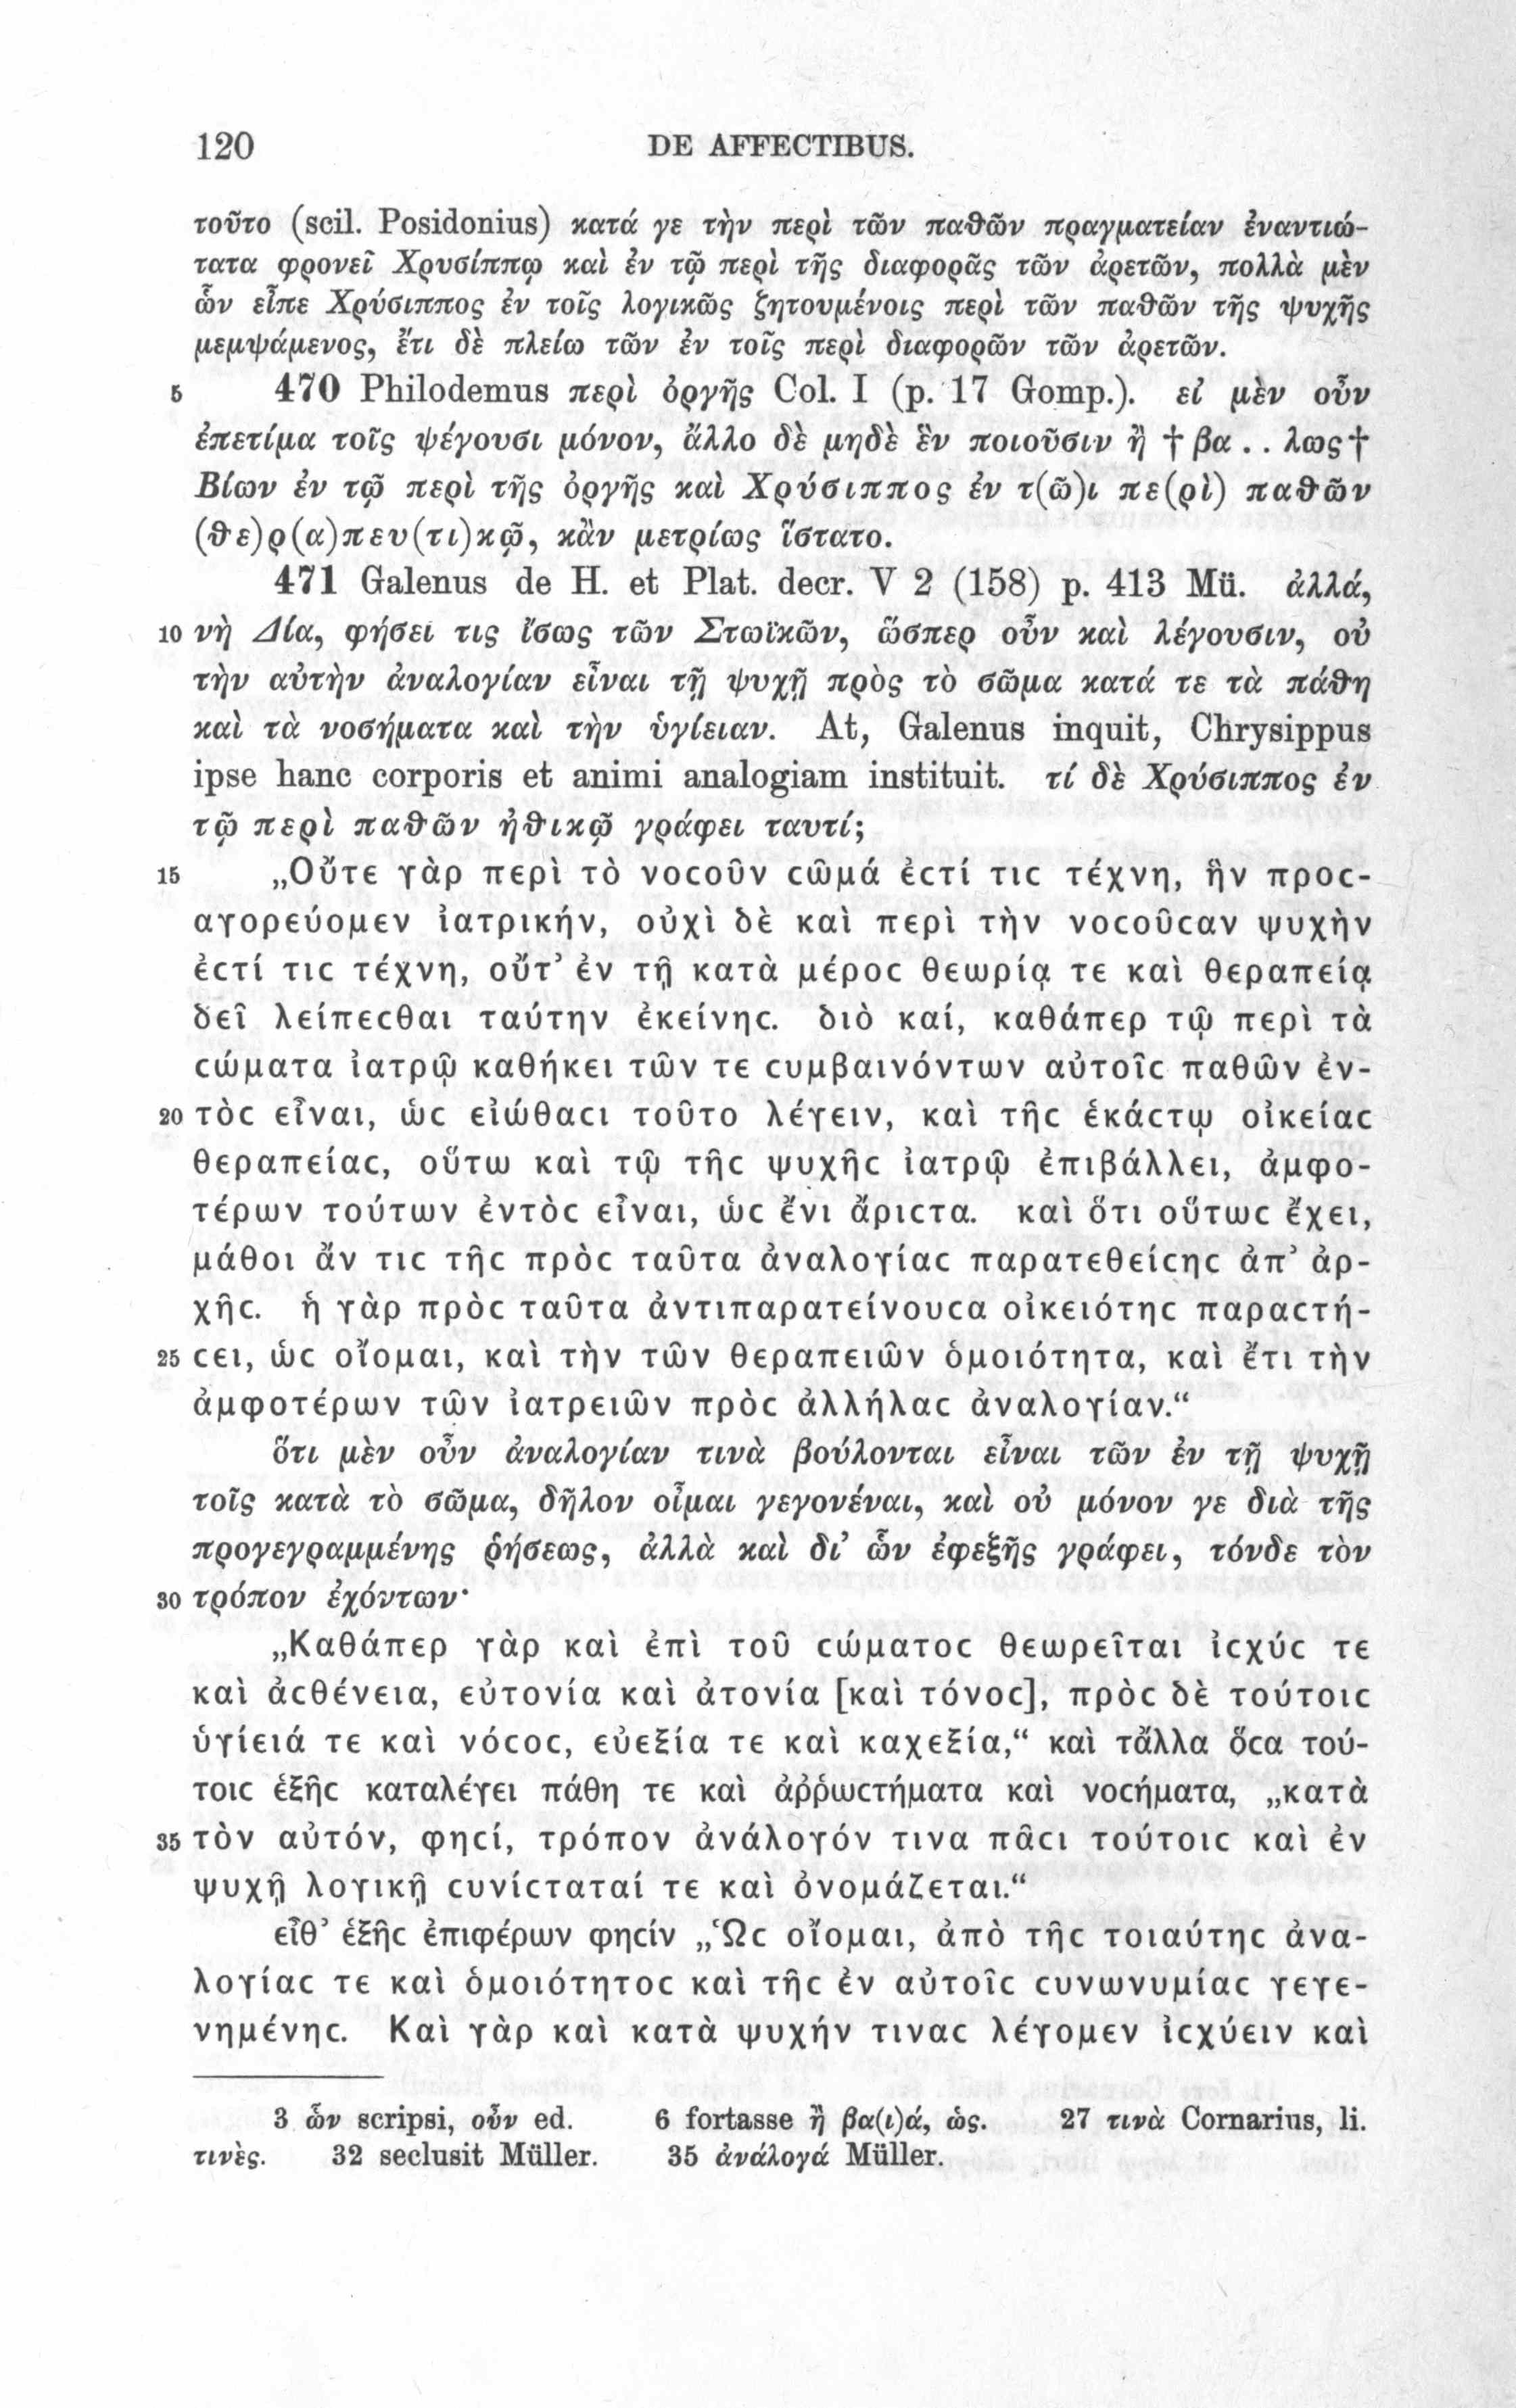 120 DE AFFECTIBUS.
τοῦτο (scil. Posidonius) κατά γε τὴν περὶ τῶν παθῶν πραγματείαν ἐναντιώ-
τατα φρονεῖ Χρυσίππῳ καὶ ἐν τῷ περὶ τῆς διαφορᾶς τῶν ἀρετῶν, πολλὰ μὲν
ὧν εἶπε Χρύσιππος ἐν τοῖς λογικῶς ζητουμένοις περὶ τῶν παθῶν τῆς ψυχῆς
μεμψάμενος, ἔτι δὲ πλείω τῶν ἐν τοῖς περὶ διαφορῶν τῶν ἀρετῶν.
5 470 Philodemus περὶ ὀργῆς Col. I (p. 17 Gomp.). εἰ μὲν οὖν
ἐπετίμα τοῖς ψέγουσι μόνον, ἄλλο δὲ μηδὲ ἓν ποιοῦσιν ἢ † βα . . λως †
Βίων ἐν τῷ περὶ τῆς ὀργῆς καὶ Χρύσιππος ἐν τ(ῶ)ι πε(ρὶ) παθῶν
(θε)ρ(α)πευ(τι)κῷ, κἂν μετρίως ἵστατο.
471 Galenus de H. et Plat. decr. V 2 (158) p. 413 Mü. ἀλλά,
10 νὴ Δία, φήσει τις ἴσως τῶν Στωϊκῶν, ὥσπερ οὖν καὶ λέγουσιν, οὐ
τὴν αὐτὴν ἀναλογίαν εἶναι τῇ ψυχῇ πρὸς τὸ σῶμα κατά τε τὰ πάθη
καὶ τὰ νοσήματα καὶ τὴν ὑγίειαν. At, Galenus inquit, Chrysippus
ipse hanc corporis et animi analogiam instituit. τί δὲ Χρύσιππος ἐν
τῷ περὶ παθῶν ἠθικῷ γράφει ταυτί;
15 „Οὔτε γὰρ περὶ τὸ νοϲοῦν ϲῶμά ἐϲτί τιϲ τέχνη, ἣν προϲ-
αγορεύομεν ἰατρικήν, οὐχὶ δὲ καὶ περὶ τὴν νοϲοῦϲαν ψυχὴν
ἐϲτί τιϲ τέχνη, οὔτ’ ἐν τῇ κατὰ μέροϲ θεωρίᾳ τε καὶ θεραπείᾳ
δεῖ λείπεϲθαι ταύτην ἐκείνηϲ. διὸ καί, καθάπερ τῷ περὶ τὰ
ϲώματα ἰατρῷ καθήκει τῶν τε ϲυμβαινόντων αὐτοῖϲ παθῶν ἐν-
20 τὸϲ εἶναι, ὡϲ εἰώθαϲι τοῦτο λέγειν, καὶ τῆϲ ἑκάϲτῳ οἰκείαϲ
θεραπείαϲ, οὕτω καὶ τῷ τῆϲ ψυχῆϲ ἰατρῷ ἐπιβάλλει, ἀμφο-
τέρων τούτων ἐντὸϲ εἶναι, ὡϲ ἔνι ἄριϲτα. καὶ ὅτι οὕτωϲ ἔχει,
μάθοι ἄν τιϲ τῆϲ πρὸϲ ταῦτα ἀναλογίαϲ παρατεθείϲηϲ ἀπ’ ἀρ-
χῆϲ. ἡ γὰρ πρὸϲ ταῦτα ἀντιπαρατείνουϲα οἰκειότηϲ παραϲτή-
25 ϲει, ὡϲ οἴομαι, καὶ τὴν τῶν θεραπειῶν ὁμοιότητα, καὶ ἔτι τὴν
ἀμφοτέρων τῶν ἰατρειῶν πρὸϲ ἀλλήλαϲ ἀναλογίαν.“
ὅτι μὲν οὖν ἀναλογίαν τινὰ βούλονται εἶναι τῶν ἐν τῇ ψυχῇ
τοῖς κατὰ τὸ σῶμα, δῆλον οἶμαι γεγονέναι, καὶ οὐ μόνον γε διὰ τῆς
προγεγραμμένης ῥήσεως, ἀλλὰ καὶ δι’ ὧν ἐφεξῆς γράφει, τόνδε τὸν
30 τρόπον ἐχόντων·
„Καθάπερ γὰρ καὶ ἐπὶ τοῦ ϲώματοϲ θεωρεῖται ἰϲχύϲ τε
καὶ ἀϲθένεια, εὐτονία καὶ ἀτονία [καὶ τόνοϲ], πρὸϲ δὲ τούτοιϲ
ὑγίειά τε καὶ νόϲοϲ, εὐεξία τε καὶ καχεξία,“ καὶ τἄλλα ὅϲα τού-
τοιϲ ἑξῆϲ καταλέγει πάθη τε καὶ ἀῤῥωϲτήματα καὶ νοϲήματα, „κατὰ
35 τὸν αὐτόν, φηϲί, τρόπον ἀνάλογόν τινα πᾶϲι τούτοιϲ καὶ ἐν
ψυχῇ λογικῇ ϲυνίϲταταί τε καὶ ὀνομάζεται.“
εἶθ’ ἑξῆϲ ἐπιφέρων φηϲίν „Ὡϲ οἴομαι, ἀπὸ τῆϲ τοιαύτηϲ ἀνα-
λογίαϲ τε καὶ ὁμοιότητοϲ καὶ τῆϲ ἐν αὐτοῖϲ ϲυνωνυμίαϲ γεγε-
νημένηϲ. Καὶ γὰρ καὶ κατὰ ψυχήν τιναϲ λέγομεν ἰϲχύειν καὶ
3 ὧν scripsi, οὖν ed. 6 fortasse ἢ βα(ι)ά, ὡς. 27 τινὰ Cornarius, li.
τινὲς. 32 seclusit Müller. 35 ἀνάλογά Müller.